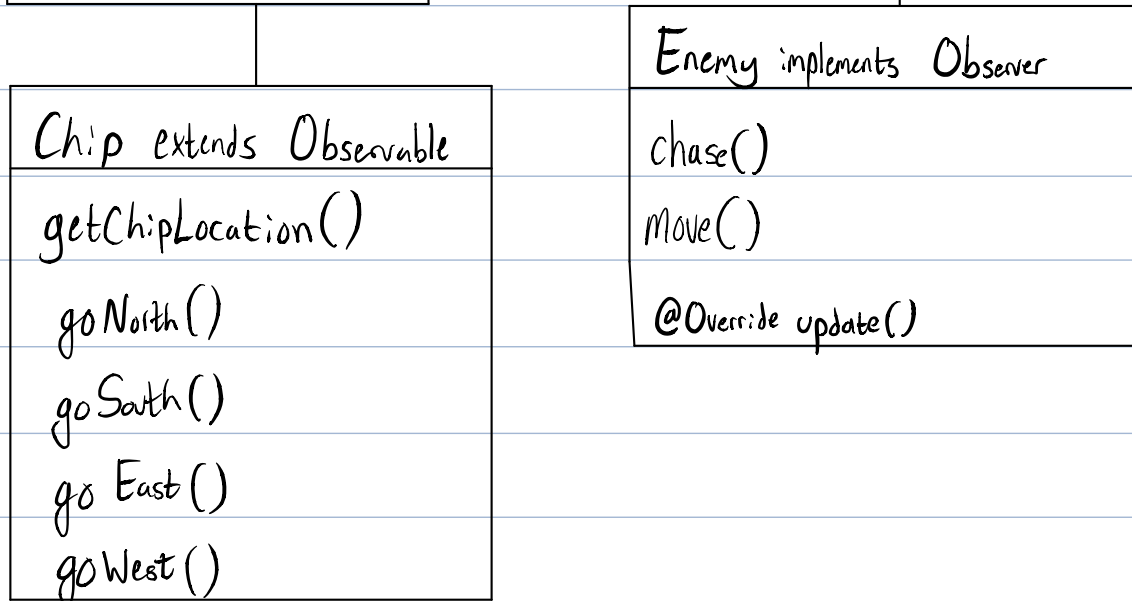 Chip extends Observable
getChipLocation()
goNorth()
goSouth()
go East()
goWest()
Enemy implements Observer
chase()
move()
@Override update()